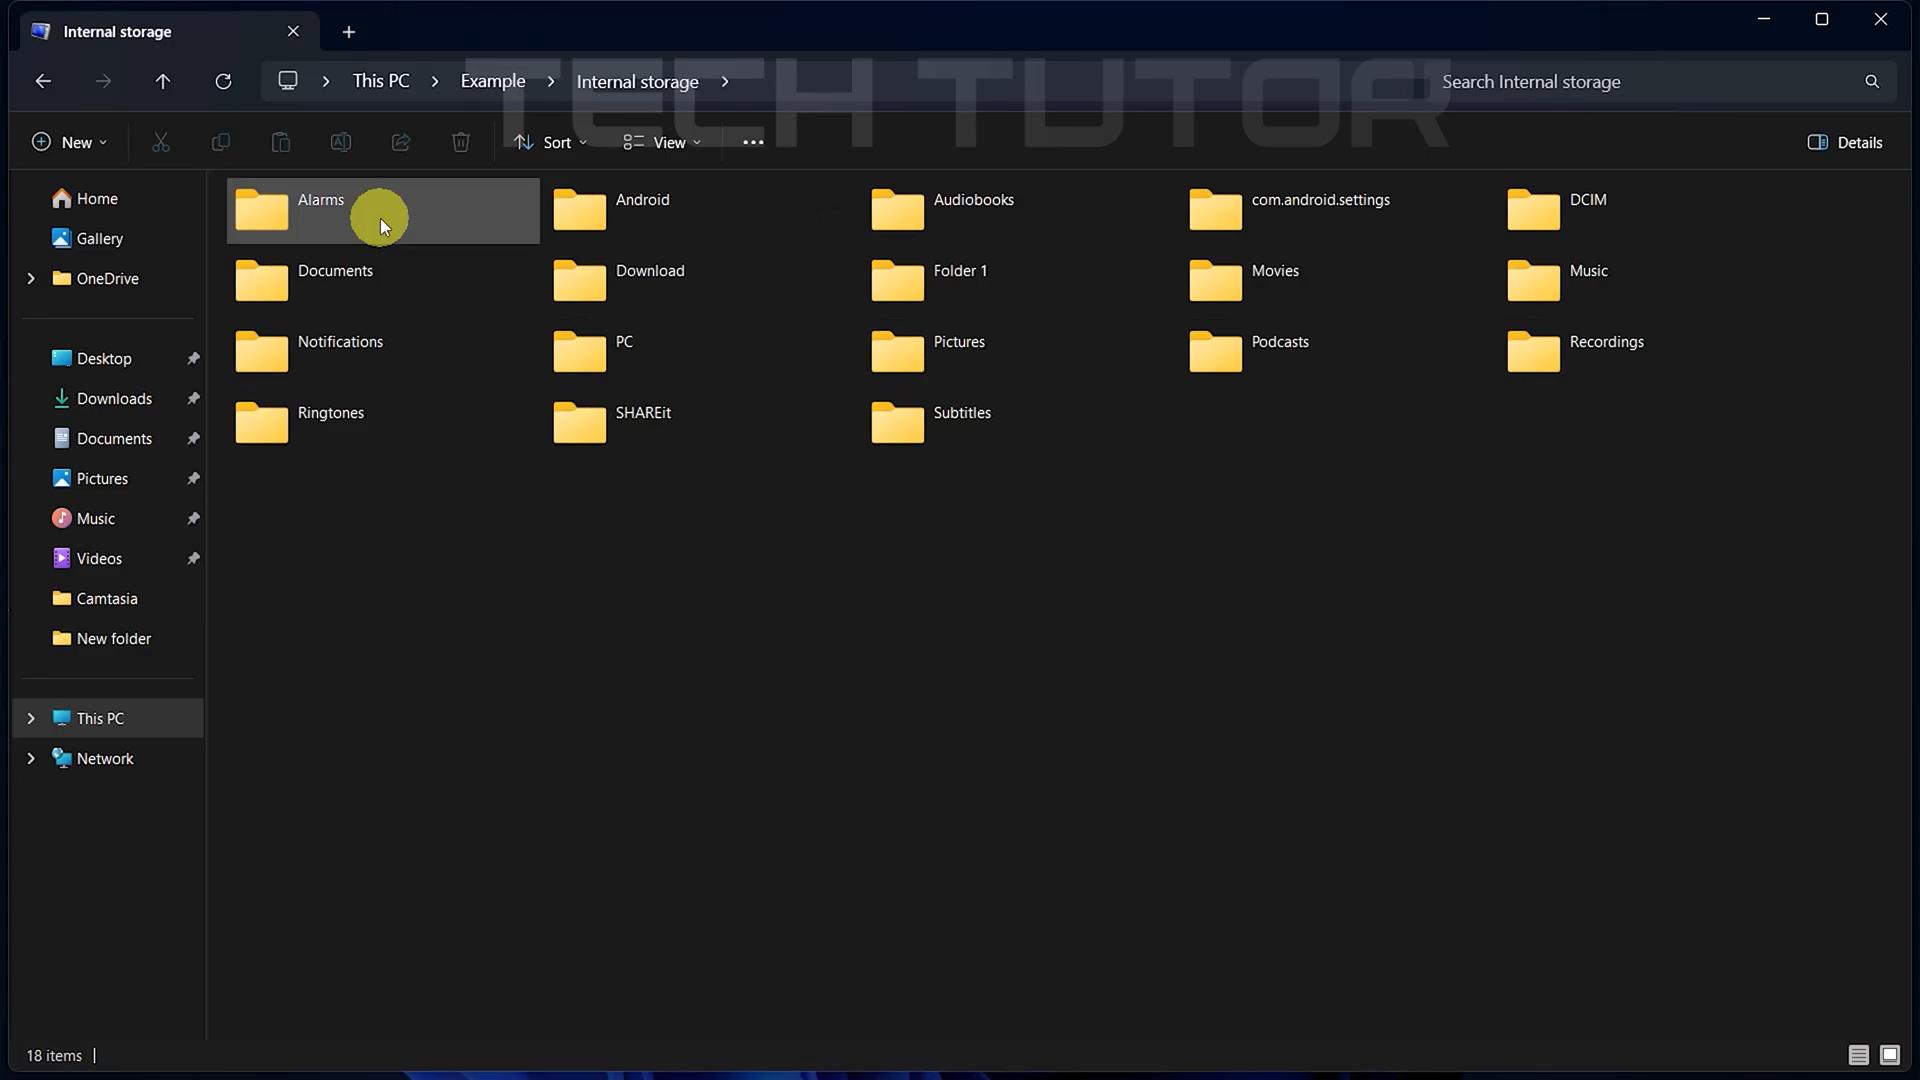 Internal storage
This PC
Example
Internal storage
TECH TUTOR
Search Internal storage
New
Sort
View
Details
Home
Gallery
OneDrive
Desktop
Downloads
Documents
Pictures
Music
Videos
Camtasia
New folder
This PC
Network
Alarms
Android
Audiobooks
com.android.settings
DCIM
Documents
Download
Folder 1
Movies
Music
Notifications
PC
Pictures
Podcasts
Recordings
Ringtones
SHAREit
Subtitles
18 items